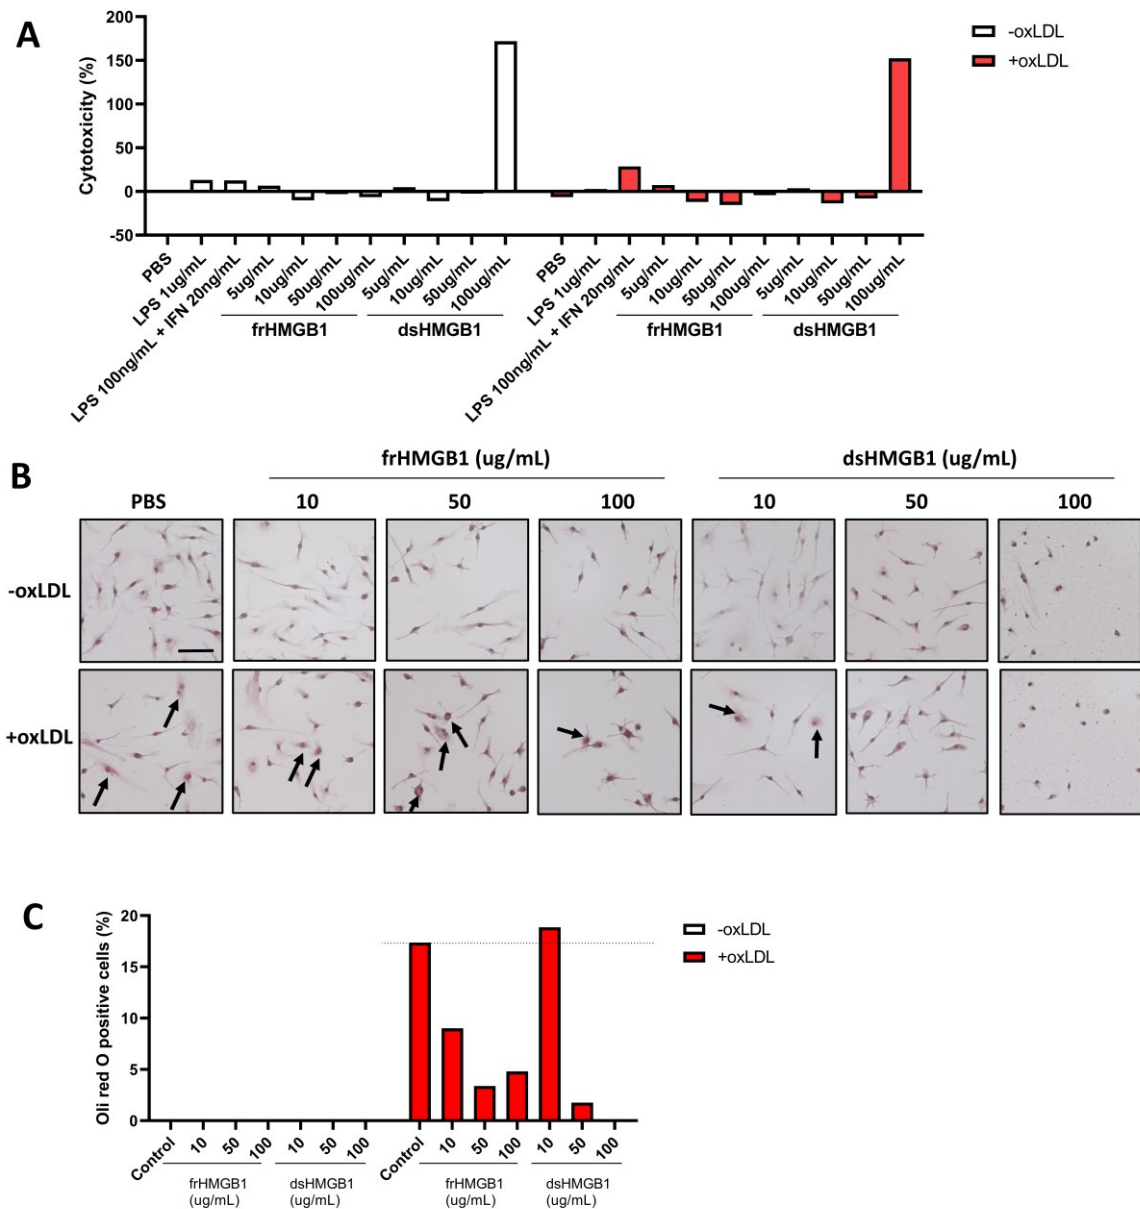 A
Cytotoxicity (%)
200
150
100
50
0
-50
-oxLDL
+oxLDL
PBS
LPS 1ug/mL
LPS 100ng/mL + IFN 20ng/mL
5ug/mL
10ug/mL
50ug/mL
100ug/mL
5ug/mL
10ug/mL
50ug/mL
100ug/mL
PBS
LPS 1ug/mL
LPS 100ng/mL + IFN 20ng/mL
5ug/mL
10ug/mL
50ug/mL
100ug/mL
5ug/mL
10ug/mL
50ug/mL
100ug/mL
frHMGB1 dsHMGB1 frHMGB1 dsHMGB1
B
frHMGB1 (ug/mL) dsHMGB1 (ug/mL)
PBS 10 50 100 10 50 100
-oxLDL
+oxLDL
C
Oli red O positive cells (%)
20
15
10
5
0
-oxLDL
+oxLDL
Control 10 50 100 10 50 100 Control 10 50 100 10 50 100
frHMGB1 dsHMGB1 frHMGB1 dsHMGB1
(ug/mL) (ug/mL) (ug/mL) (ug/mL)